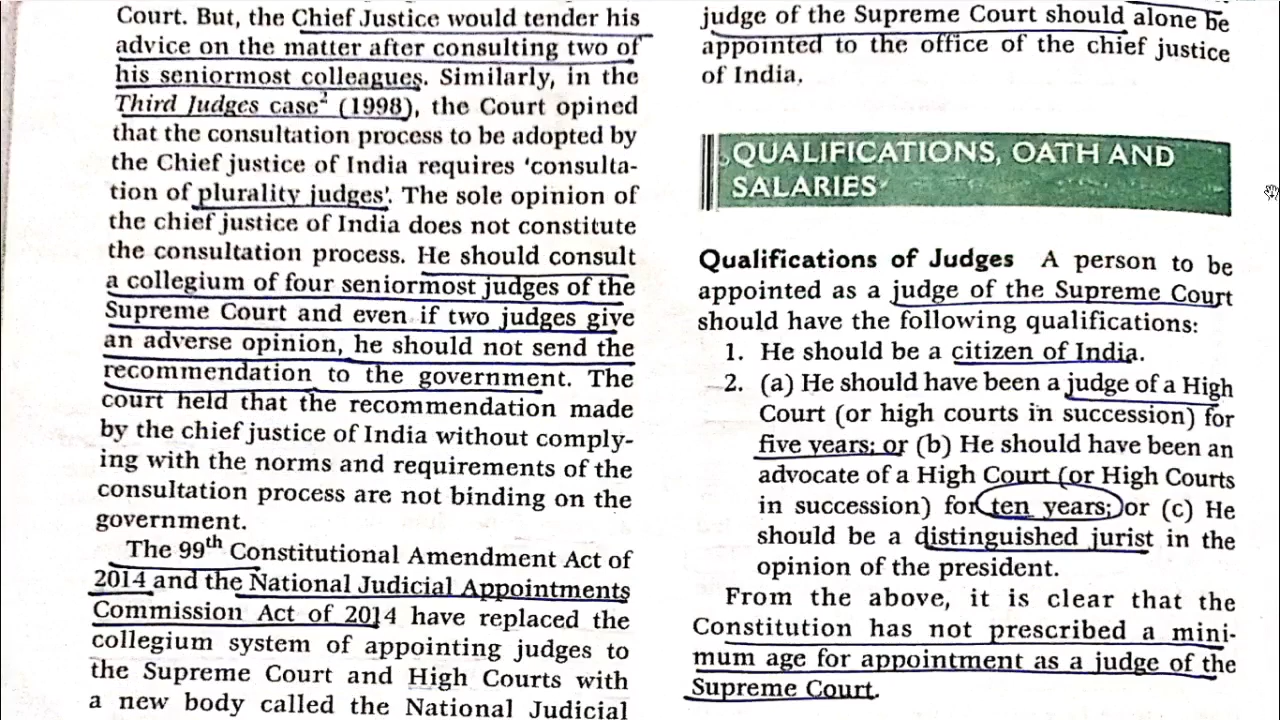 Court. But, the Chief Justice would tender his
advice on the matter after consulting two of
his seniormost colleagues. Similarly, in the
Third Judges case² (1998), the Court opined
that the consultation process to be adopted by
the Chief justice of India requires ‘consulta-
tion of plurality judges’. The sole opinion of
the chief justice of India does not constitute
the consultation process. He should consult
a collegium of four seniormost judges of the
Supreme Court and even if two judges give
an adverse opinion, he should not send the
recommendation to the government. The
court held that the recommendation made
by the chief justice of India without comply-
ing with the norms and requirements of the
consultation process are not binding on the
government.
The 99th Constitutional Amendment Act of
2014 and the National Judicial Appointments
Commission Act of 2014 have replaced the
collegium system of appointing judges to
the Supreme Court and High Courts with
a new body called the National Judicial
judge of the Supreme Court should alone be
appointed to the office of the chief justice
of India.
QUALIFICATIONS, OATH AND
SALARIES
Qualifications of Judges A person to be
appointed as a judge of the Supreme Court
should have the following qualifications:
1. He should be a citizen of India.
2. (a) He should have been a judge of a High
Court (or high courts in succession) for
five years; or (b) He should have been an
advocate of a High Court (or High Courts
in succession) for ten years; or (c) He
should be a distinguished jurist in the
opinion of the president.
From the above, it is clear that the
Constitution has not prescribed a mini-
mum age for appointment as a judge of the
Supreme Court.